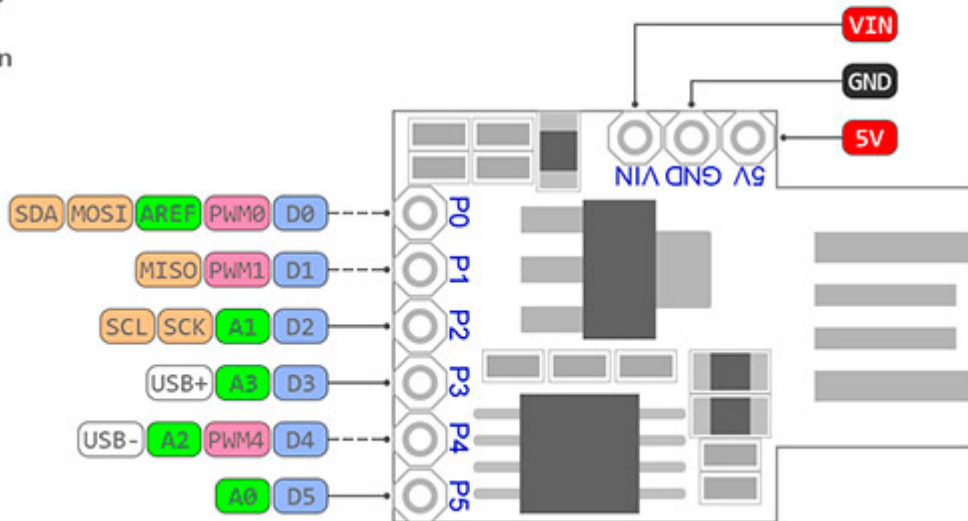 VIN
n
GND
5V
VIN GND 5V
SDA MOSI AREF PWM0 D0 P0
MISO PWM1 D1 P1
SCL SCK A1 D2 P2
USB+ A3 D3 P3
USB- A2 PWM4 D4 P4
A0 D5 P5